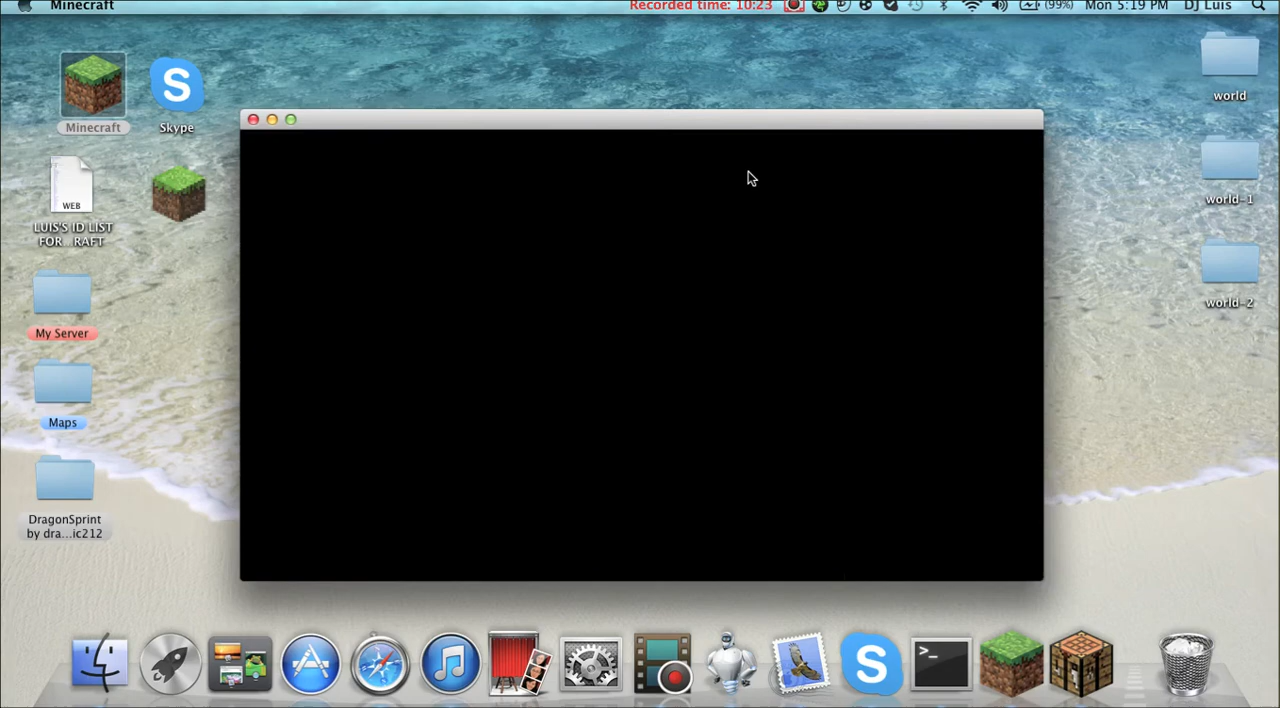 Minecraft
Recorded time: 10:23
(99%)
Mon 5:19 PM
DJ Luis
Minecraft
Skype
WEB
LUIS'S ID LIST
FOR...RAFT
My Server
Maps
DragonSprint
by dra...ic212
world
world-1
world-2
S
S
>_